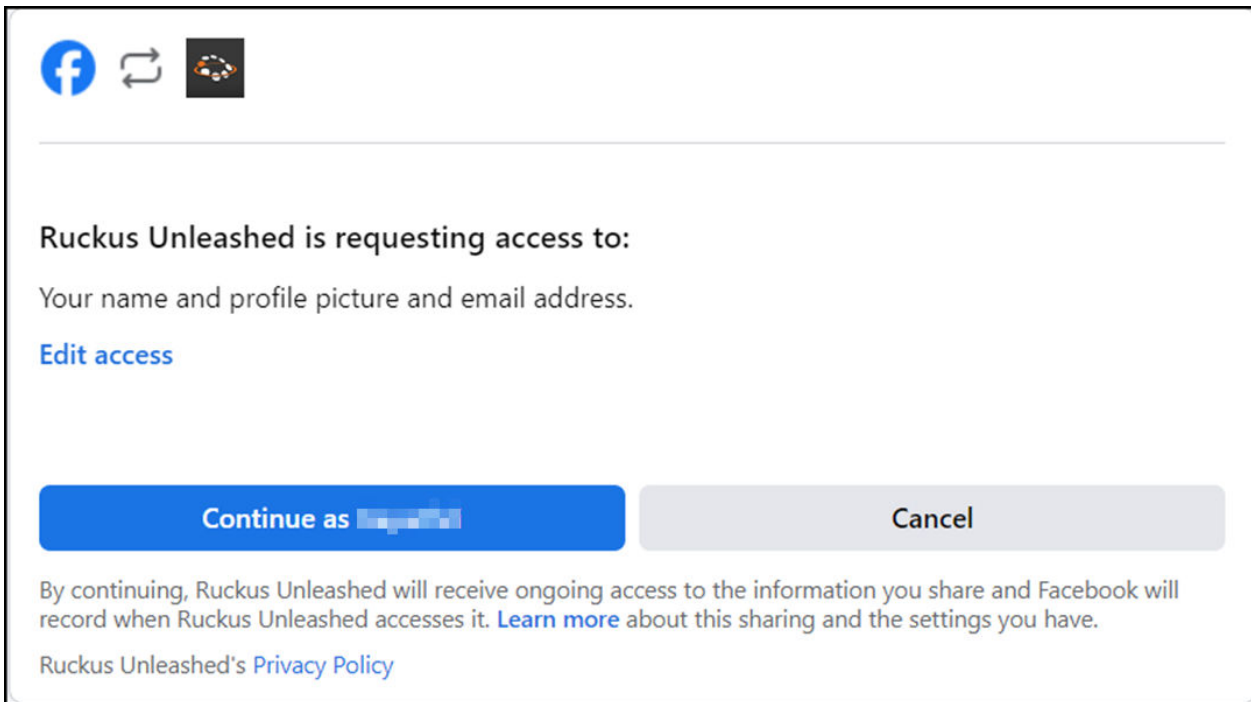 Ruckus Unleashed is requesting access to:
Your name and profile picture and email address.
Edit access
Continue as
Cancel
By continuing, Ruckus Unleashed will receive ongoing access to the information you share and Facebook will
record when Ruckus Unleashed accesses it. Learn more about this sharing and the settings you have.
Ruckus Unleashed's Privacy Policy